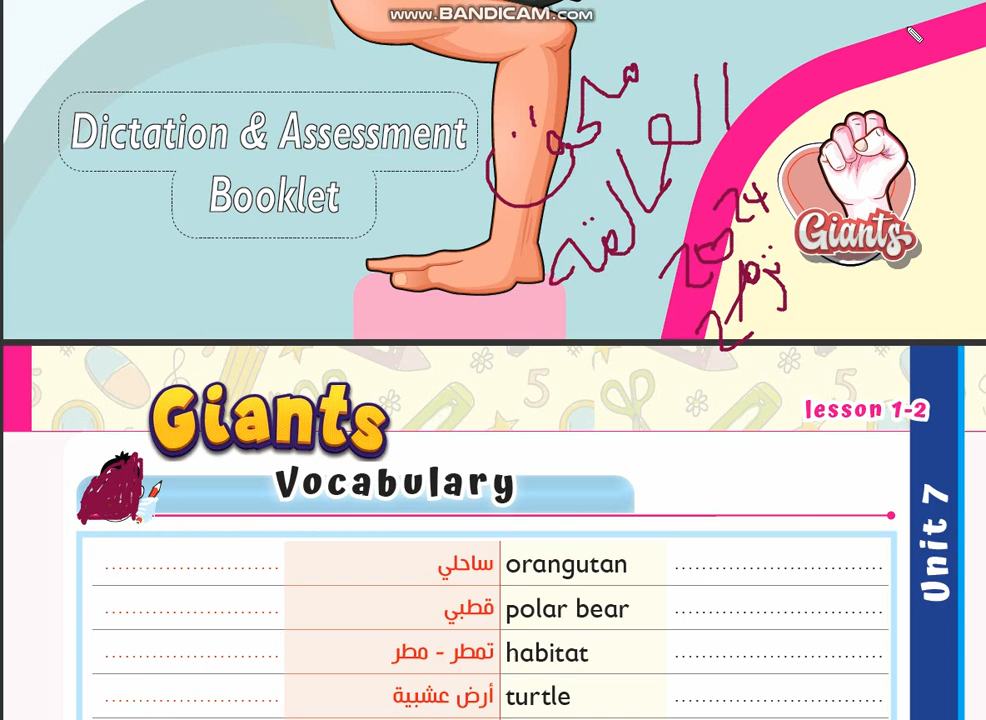 www.BANDICAM.com
Dictation & Assessment
Booklet
2024
Giants
Giants
lesson 1-2
Vocabulary
Unit 7
ساحلي orangutan
قطبي polar bear
تمطر - مطر habitat
أرض عشبية turtle